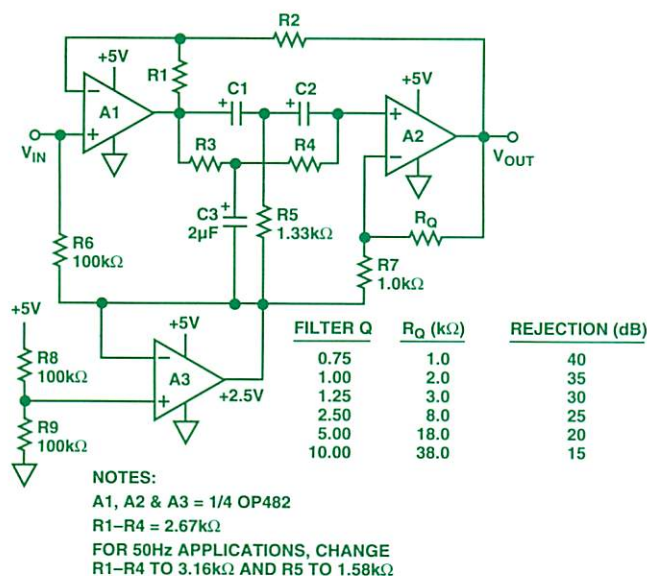 R2
+5V
R1
C1
C2
+5V
A1
A2
VIN
VOUT
R3
R4
C3
2µF
R5
1.33kΩ
RQ
R6
100kΩ
R7
1.0kΩ
+5V
+5V
R8
100kΩ
A3
+2.5V
R9
100kΩ
FILTER Q RQ (kΩ) REJECTION (dB)
0.75 1.0 40
1.00 2.0 35
1.25 3.0 30
2.50 8.0 25
5.00 18.0 20
10.00 38.0 15
NOTES:
A1, A2 & A3 = 1/4 OP482
R1–R4 = 2.67kΩ
FOR 50Hz APPLICATIONS, CHANGE
R1–R4 TO 3.16kΩ AND R5 TO 1.58kΩ